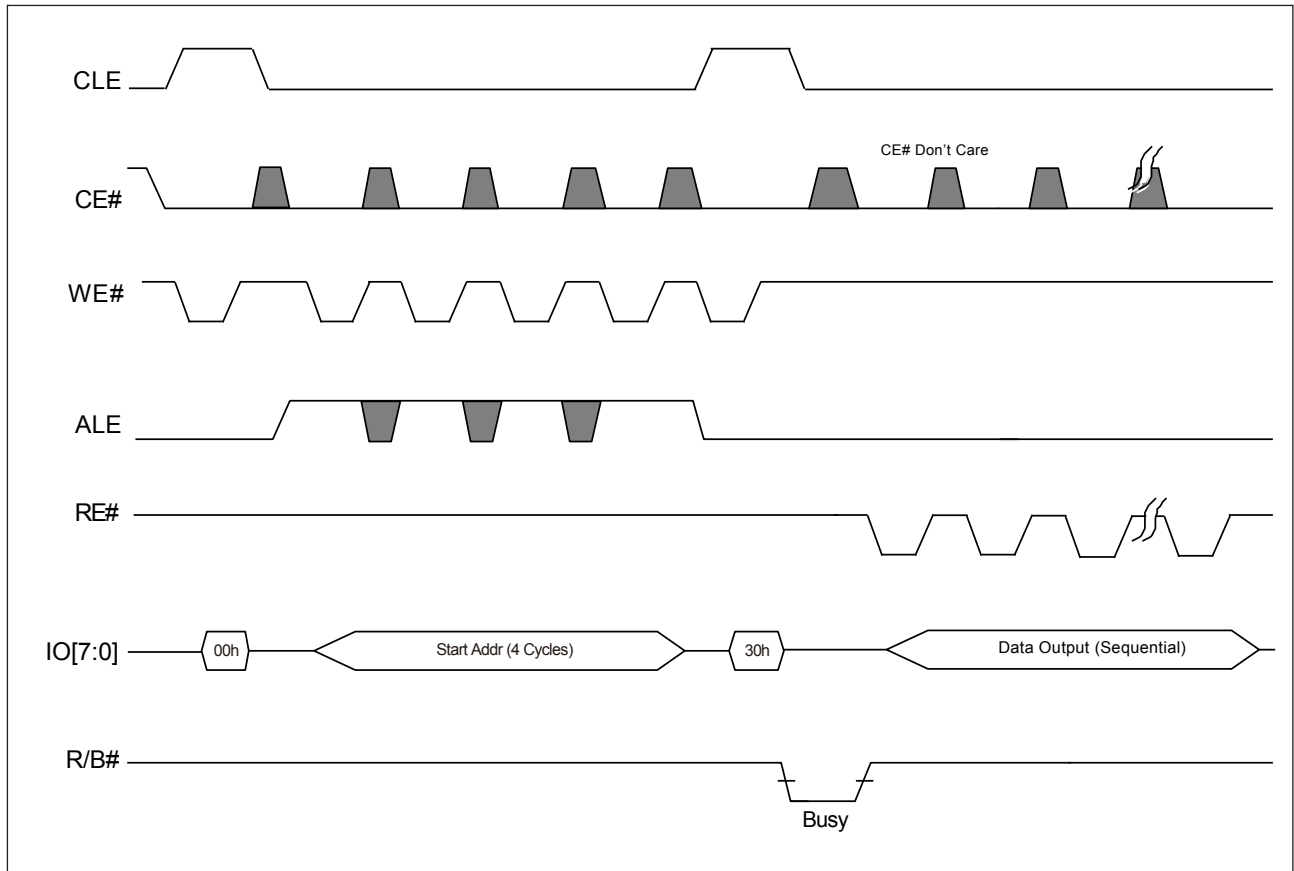 CLE
CE# Don't Care
CE#
WE#
ALE
RE#
IO[7:0]
00h
Start Addr (4 Cycles)
30h
Data Output (Sequential)
R/B#
Busy